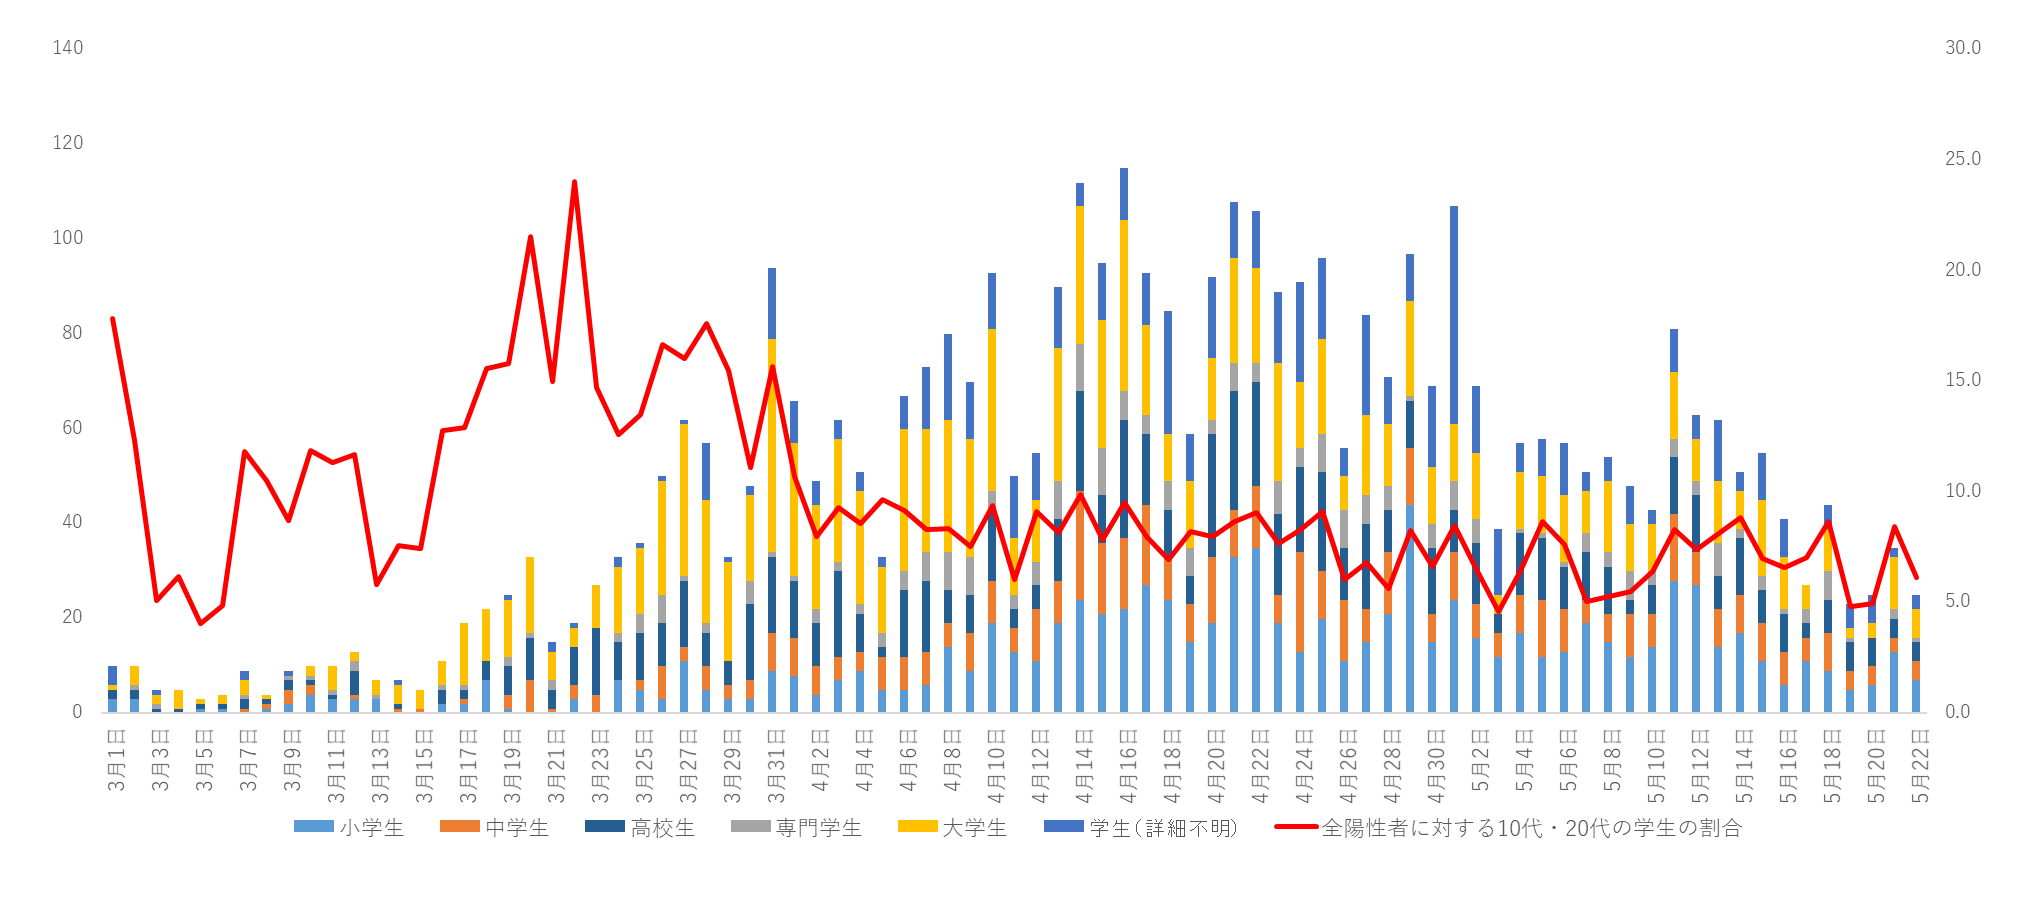 140
120
100
80
60
40
20
0
30.0
25.0
20.0
15.0
10.0
5.0
0.0
3月1日
3月3日
3月5日
3月7日
3月9日
3月11日
3月13日
3月15日
3月17日
3月19日
3月21日
3月23日
3月25日
3月27日
3月29日
3月31日
4月2日
4月4日
4月6日
4月8日
4月10日
4月12日
4月14日
4月16日
4月18日
4月20日
4月22日
4月24日
4月26日
4月28日
4月30日
5月2日
5月4日
5月6日
5月8日
5月10日
5月12日
5月14日
5月16日
5月18日
5月20日
5月22日
小学生 中学生 高校生 専門学生 大学生 学生(詳細不明) 全陽性者に対する10代・20代の学生の割合